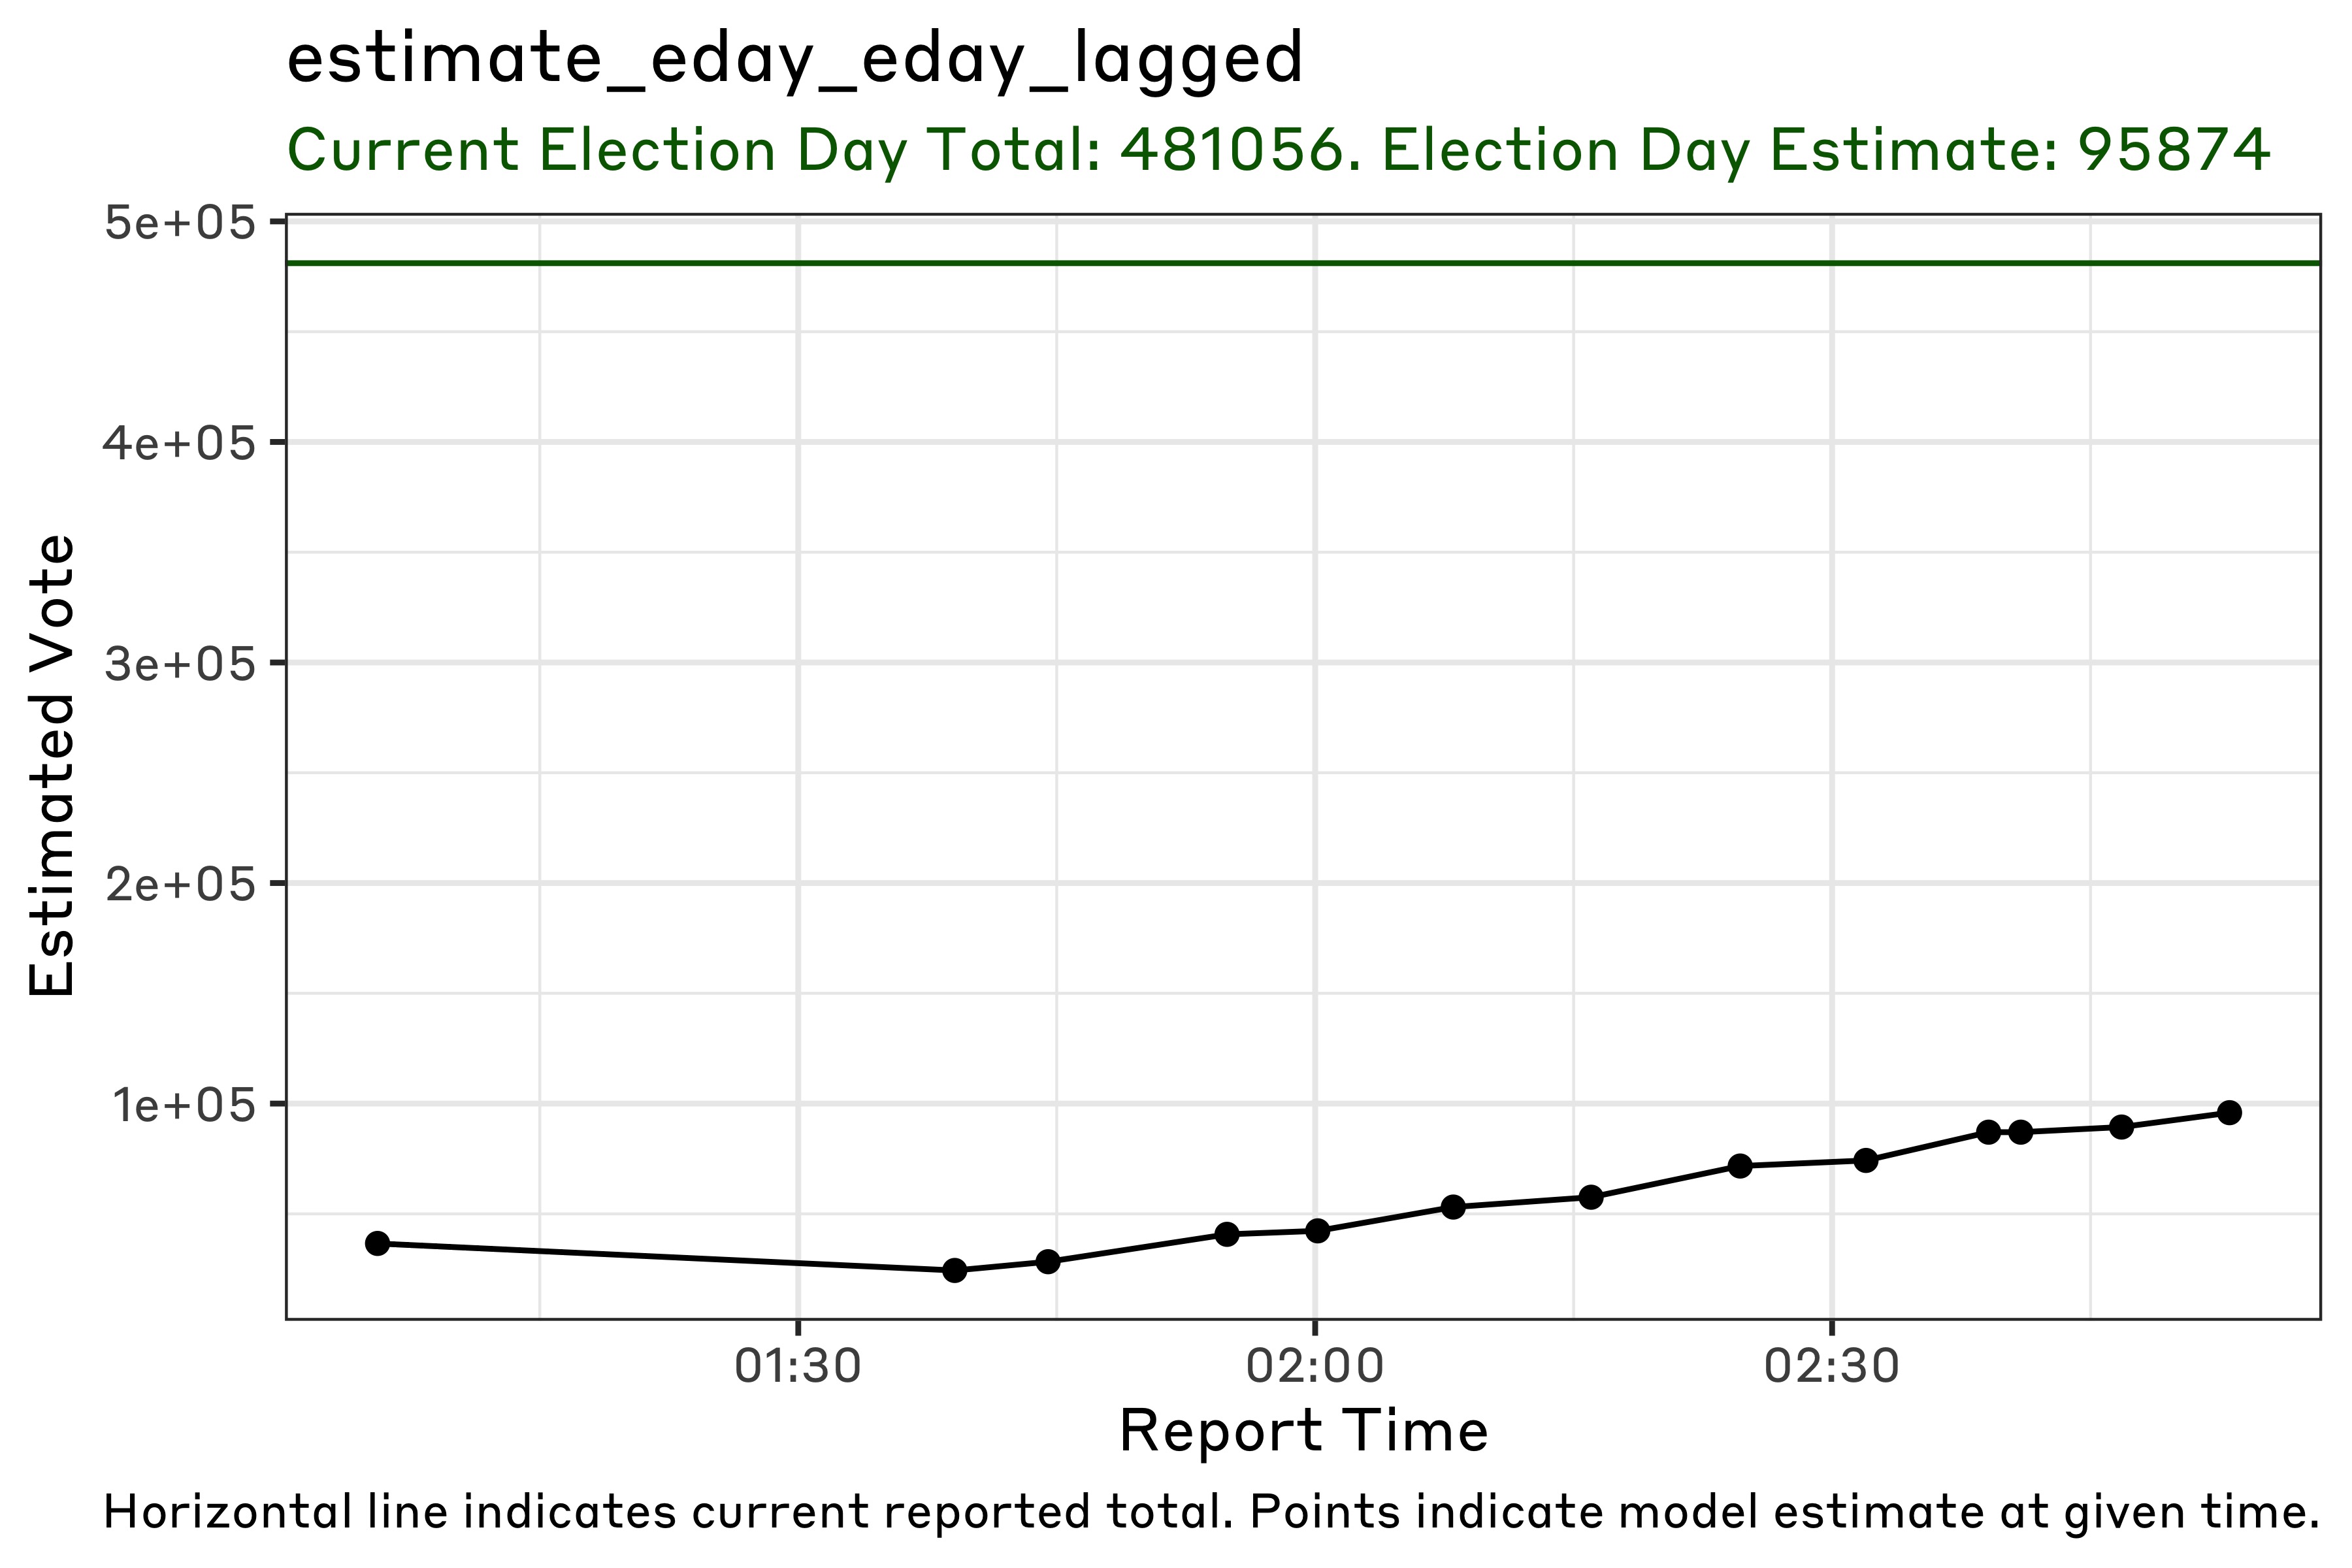 estimate_eday_eday_lagged
Current Election Day Total: 481056. Election Day Estimate: 95874
5e+05
4e+05
3e+05
2e+05
1e+05
Estimated Vote
01:30 02:00 02:30
Report Time
Horizontal line indicates current reported total. Points indicate model estimate at given time.